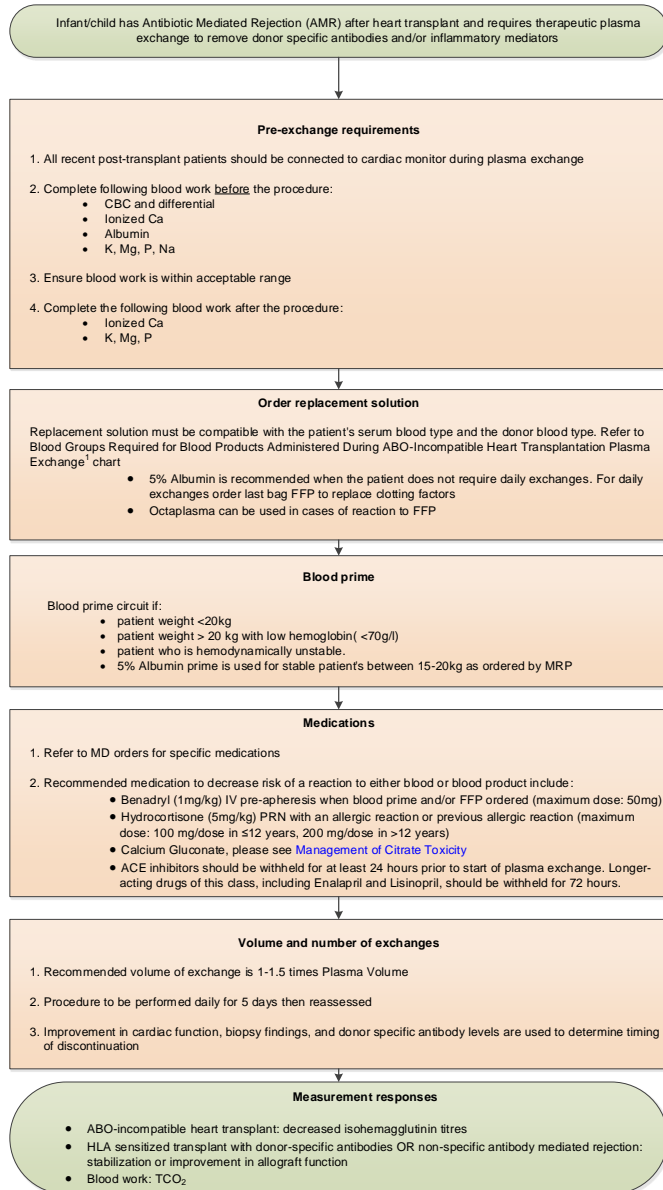 Infant/child has Antibiotic Mediated Rejection (AMR) after heart transplant and requires therapeutic plasma
exchange to remove donor specific antibodies and/or inflammatory mediators
Pre-exchange requirements
1. All recent post-transplant patients should be connected to cardiac monitor during plasma exchange
2. Complete following blood work before the procedure:
• CBC and differential
• Ionized Ca
• Albumin
• K, Mg, P, Na
3. Ensure blood work is within acceptable range
4. Complete the following blood work after the procedure:
• Ionized Ca
• K, Mg, P
Order replacement solution
Replacement solution must be compatible with the patient's serum blood type and the donor blood type. Refer to
Blood Groups Required for Blood Products Administered During ABO-Incompatible Heart Transplantation Plasma
Exchange¹ chart
• 5% Albumin is recommended when the patient does not require daily exchanges. For daily
exchanges order last bag FFP to replace clotting factors
• Octaplasma can be used in cases of reaction to FFP
Blood prime
Blood prime circuit if:
• patient weight <20kg
• patient weight > 20 kg with low hemoglobin( <70g/l)
• patient who is hemodynamically unstable.
• 5% Albumin prime is used for stable patient's between 15-20kg as ordered by MRP
Medications
1. Refer to MD orders for specific medications
2. Recommended medication to decrease risk of a reaction to either blood or blood product include:
• Benadryl (1mg/kg) IV pre-apheresis when blood prime and/or FFP ordered (maximum dose: 50mg)
• Hydrocortisone (5mg/kg) PRN with an allergic reaction or previous allergic reaction (maximum
dose: 100 mg/dose in ≤12 years, 200 mg/dose in >12 years)
• Calcium Gluconate, please see Management of Citrate Toxicity
• ACE inhibitors should be withheld for at least 24 hours prior to start of plasma exchange. Longer-
acting drugs of this class, including Enalapril and Lisinopril, should be withheld for 72 hours.
Volume and number of exchanges
1. Recommended volume of exchange is 1-1.5 times Plasma Volume
2. Procedure to be performed daily for 5 days then reassessed
3. Improvement in cardiac function, biopsy findings, and donor specific antibody levels are used to determine timing
of discontinuation
Measurement responses
• ABO-incompatible heart transplant: decreased isohemagglutinin titres
• HLA sensitized transplant with donor-specific antibodies OR non-specific antibody mediated rejection:
stabilization or improvement in allograft function
• Blood work: TCO₂